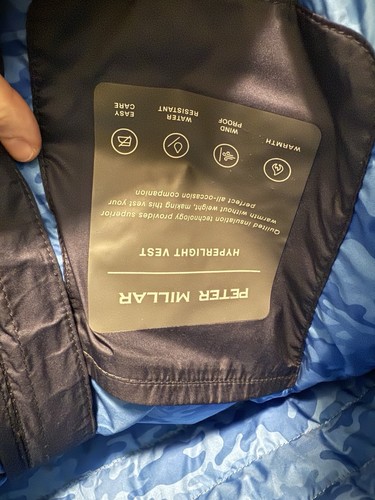 PETER MILLAR
HYPERLIGHT VEST
Quilted insulation technology provides superior
warmth without weight, making this vest your
perfect all-occasion companion
WARMTH
WIND
PROOF
WATER
RESISTANT
EASY
CARE